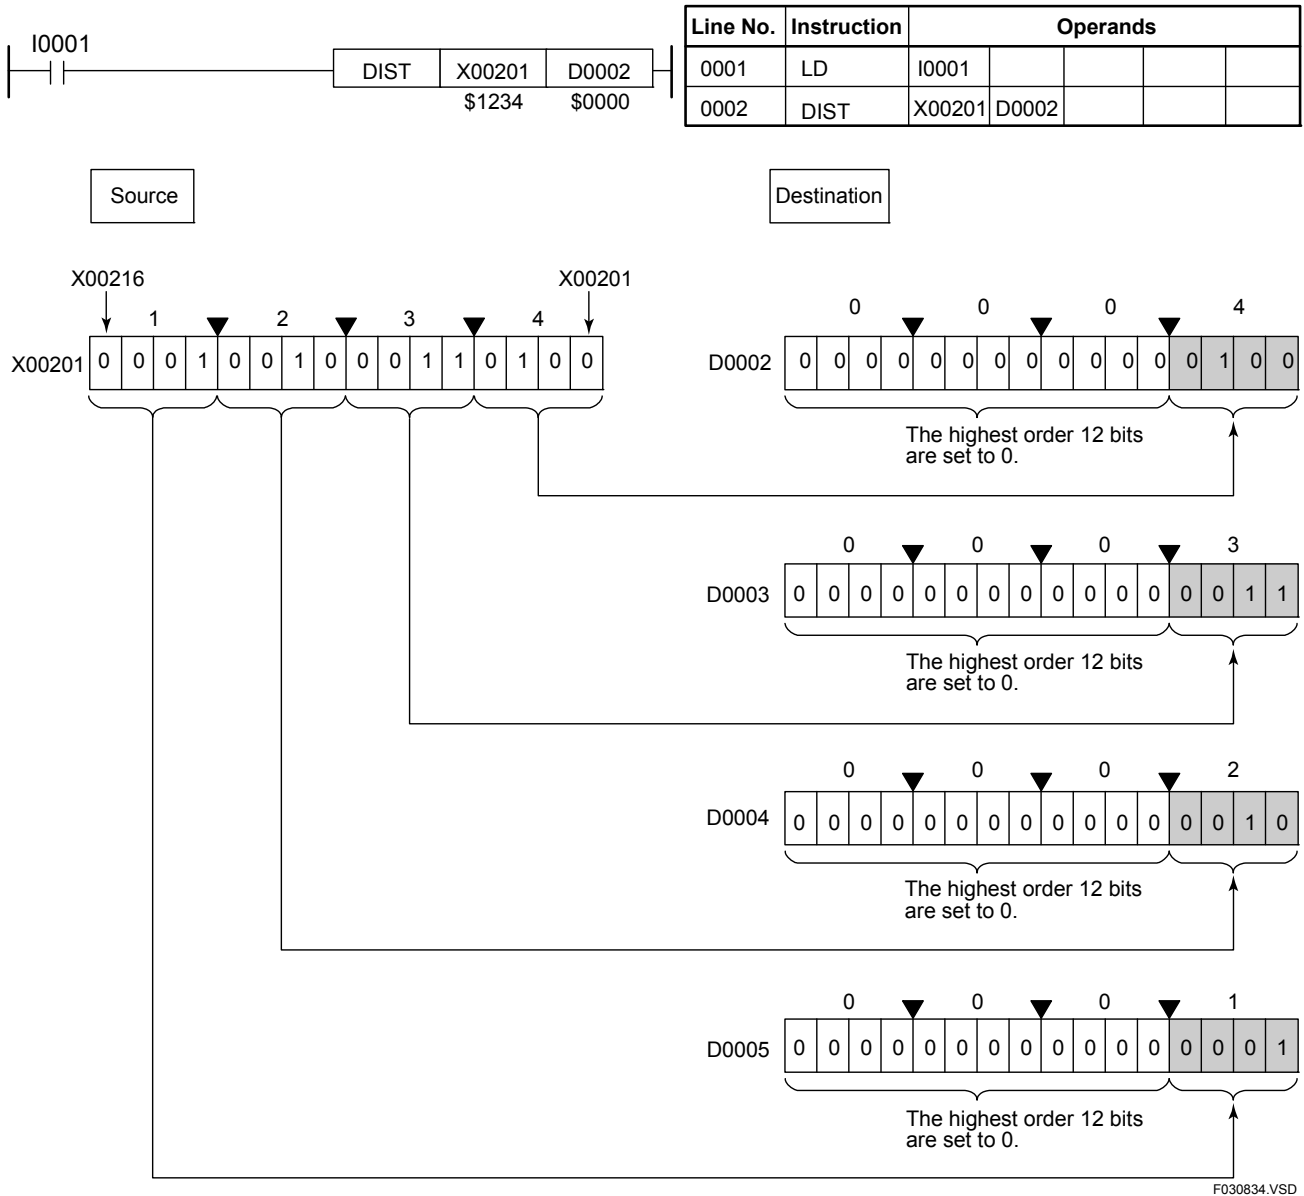 I0001
DIST X00201 D0002
$1234 $0000
Line No. Instruction Operands
0001 LD I0001
0002 DIST X00201 D0002
Source
Destination
X00216 X00201
1 2 3 4
X00201 0 0 0 1 0 0 1 0 0 0 1 1 0 1 0 0
0 0 0 4
D0002 0 0 0 0 0 0 0 0 0 0 0 0 0 1 0 0
The highest order 12 bits
are set to 0.
0 0 0 3
D0003 0 0 0 0 0 0 0 0 0 0 0 0 0 0 1 1
The highest order 12 bits
are set to 0.
0 0 0 2
D0004 0 0 0 0 0 0 0 0 0 0 0 0 0 0 1 0
The highest order 12 bits
are set to 0.
0 0 0 1
D0005 0 0 0 0 0 0 0 0 0 0 0 0 0 0 0 1
The highest order 12 bits
are set to 0.
F030834.VSD